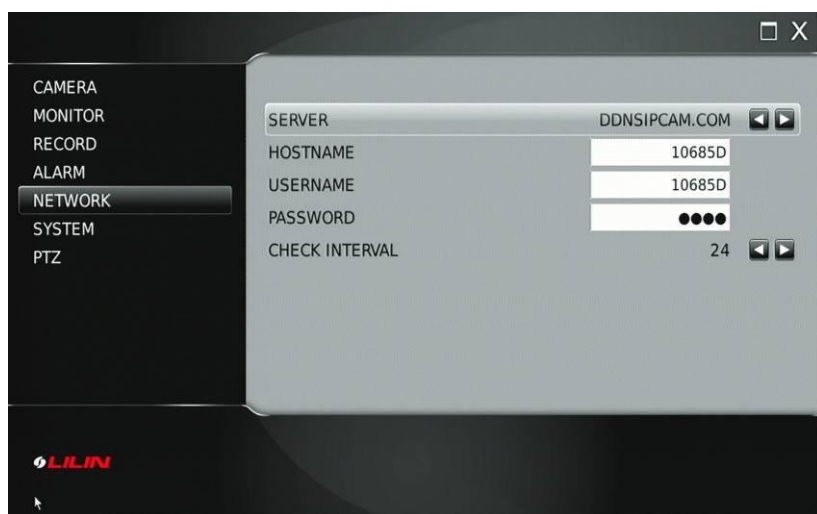 X
CAMERA
MONITOR
RECORD
ALARM
NETWORK
SYSTEM
PTZ
SERVER DDNSIPCAM.COM
HOSTNAME 10685D
USERNAME 10685D
PASSWORD ●●●●
CHECK INTERVAL 24
LILIN